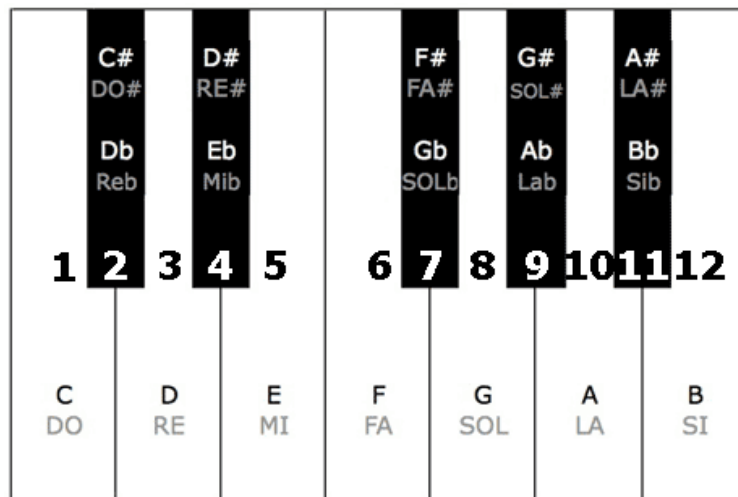 C# D# F# G# A#
DO# RE# FA# SOL# LA#
Db Eb Gb Ab Bb
Reb Mib SOLb Lab Sib
1 2 3 4 5 6 7 8 9 10 11 12
C D E F G A B
DO RE MI FA SOL LA SI